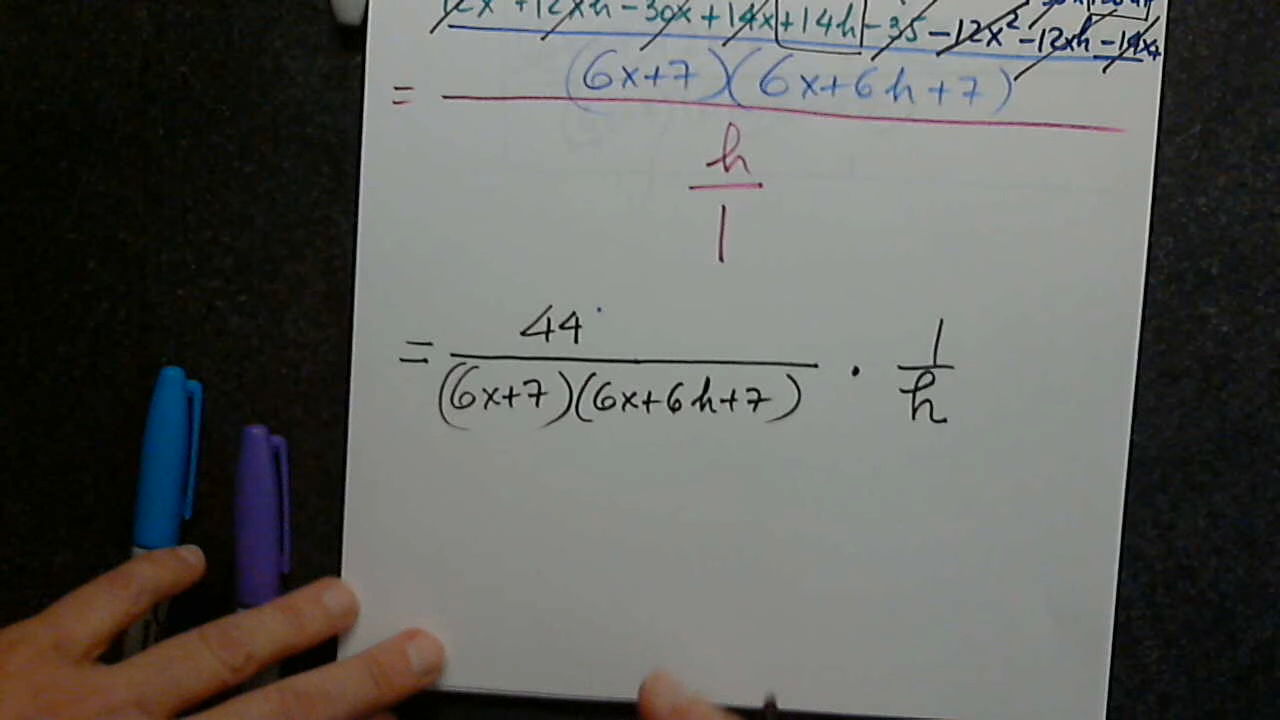 12x² + 12xh - 30x + 14x + 14h - 35 - 12x² - 12xh - 14x
(6x+7)(6x+6h+7)
=
h
1
= 44 / (6x+7)(6x+6h+7) · 1 / h